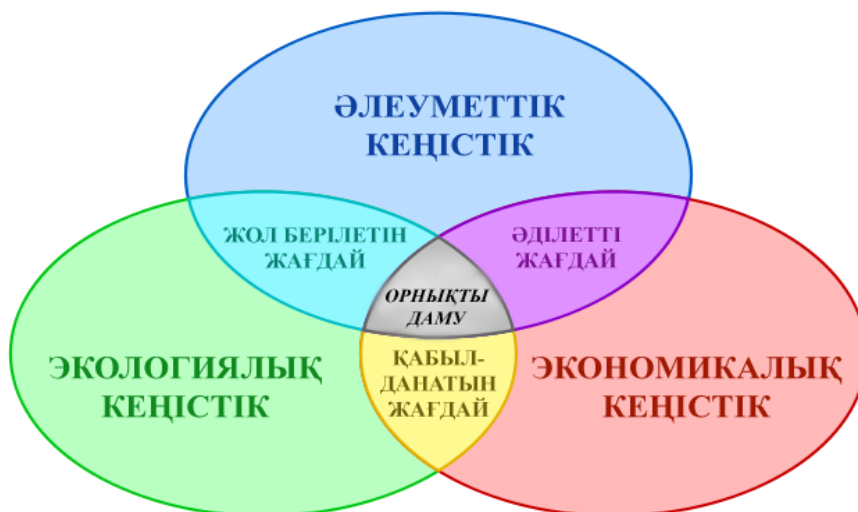 ӘЛЕУМЕТТІК
КЕҢІСТІК
ЖОЛ БЕРІЛЕТІН
ЖАҒДАЙ
ӘДІЛЕТТІ
ЖАҒДАЙ
ОРНЫҚТЫ
ДАМУ
ЭКОЛОГИЯЛЫҚ
КЕҢІСТІК
ҚАБЫЛ-
ДАНАТЫН
ЖАҒДАЙ
ЭКОНОМИКАЛЫҚ
КЕҢІСТІК